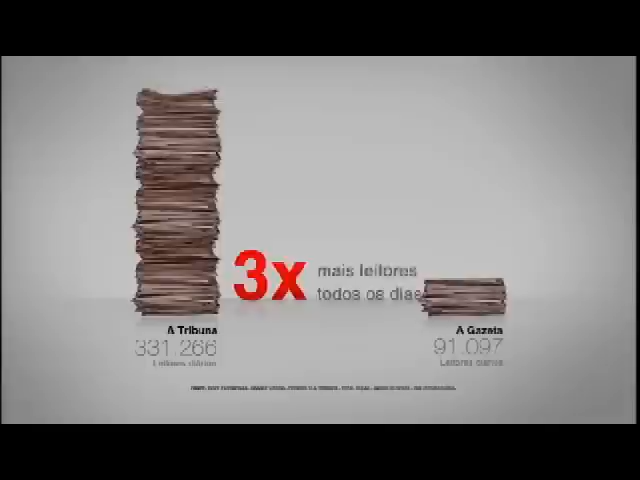 3x mais leitores
todos os dias
A Tribuna
331.266
Leitores diários
A Gazeta
91.097
Leitores diários